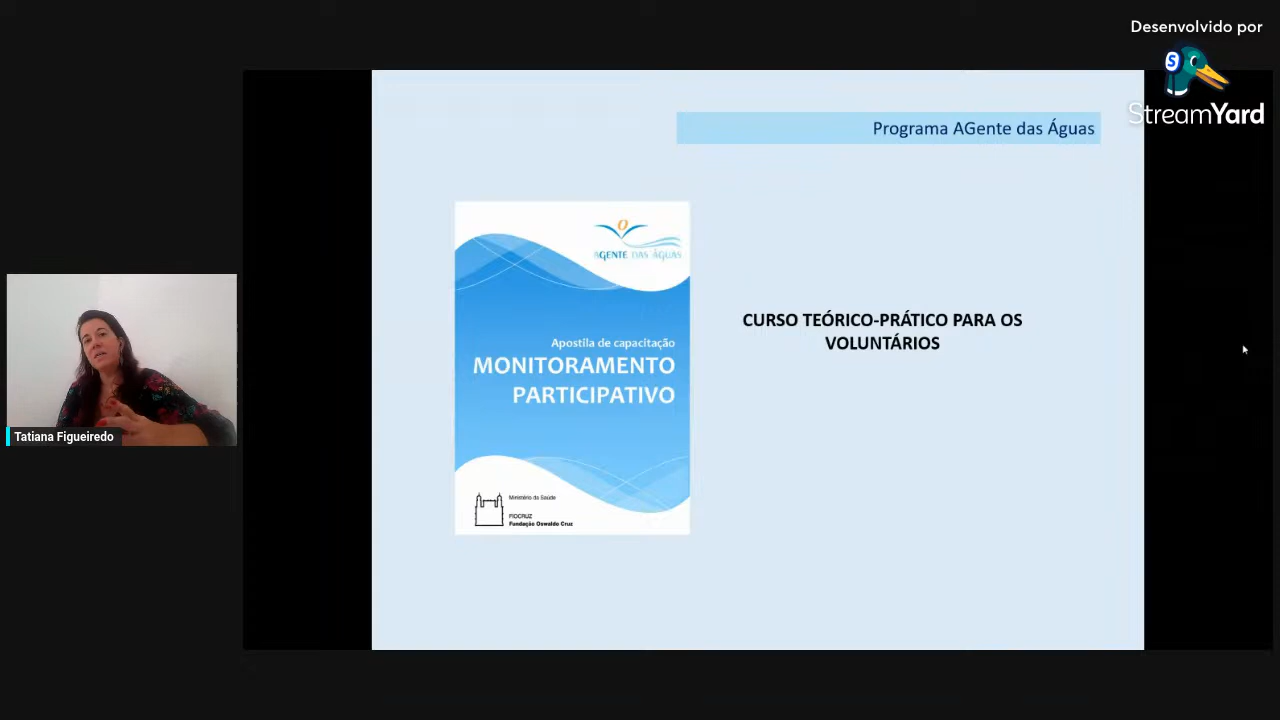 Desenvolvido por
StreamYard
Programa AGente das Águas
AGENTE DAS ÁGUAS
Apostila de capacitação
MONITORAMENTO
PARTICIPATIVO
Ministério da Saúde
FIOCRUZ
Fundação Oswaldo Cruz
CURSO TEÓRICO-PRÁTICO PARA OS
VOLUNTÁRIOS
Tatiana Figueiredo